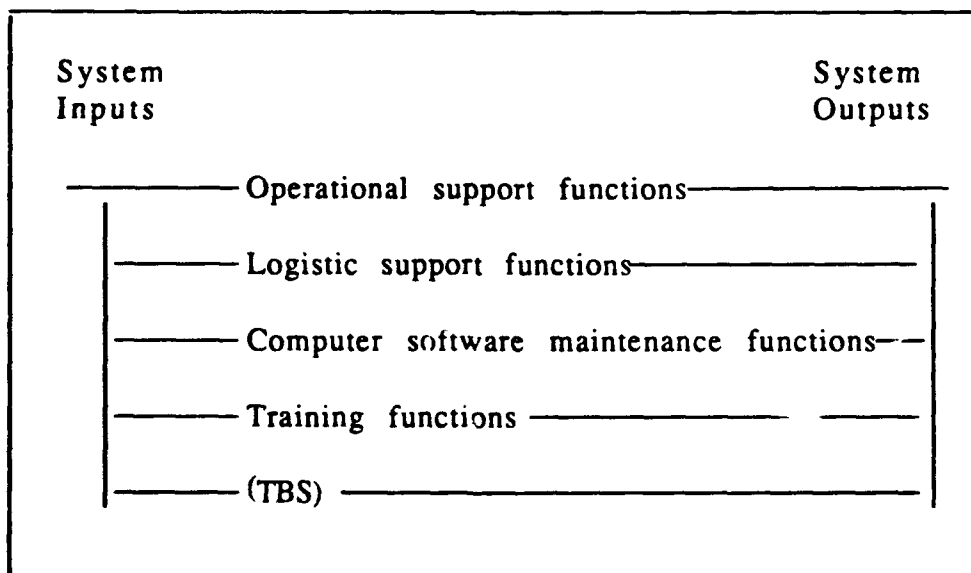 System
Inputs
System
Outputs
Operational support functions
Logistic support functions
Computer software maintenance functions
Training functions
(TBS)